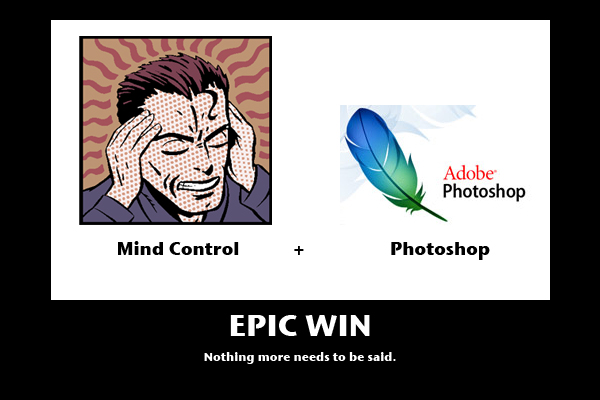 Adobe
Photoshop
Mind Control + Photoshop
EPIC WIN
Nothing more needs to be said.